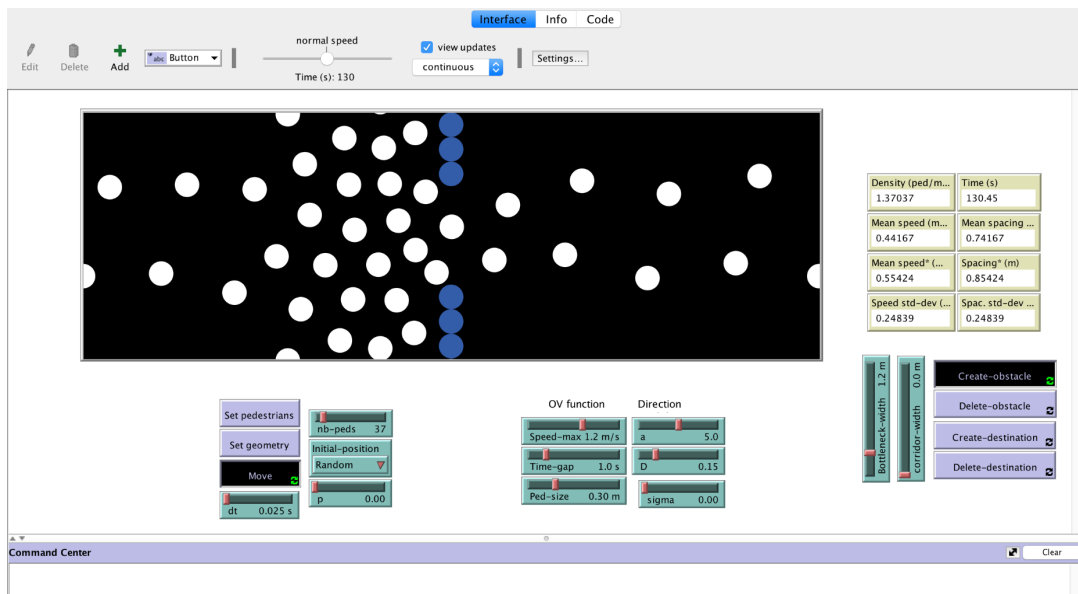 Interface Info Code
Edit Delete Add abc Button
normal speed
Time (s): 130
view updates
continuous
Settings...
Density (ped/m... Time (s)
1.37037 130.45
Mean speed (m... Mean spacing ...
0.44167 0.74167
Mean speed* (... Spacing* (m)
0.55424 0.85424
Speed std-dev (... Spac. std-dev ...
0.24839 0.24839
Bottleneck-width 1.2 m
corridor-width 0.0 m
Create-obstacle
Delete-obstacle
Create-destination
Delete-destination
Set pedestrians
Set geometry
Move
dt 0.025 s
nb-peds 37
Initial-position
Random
p 0.00
OV function Direction
Speed-max 1.2 m/s a 5.0
Time-gap 1.0 s D 0.15
Ped-size 0.30 m sigma 0.00
Command Center Clear